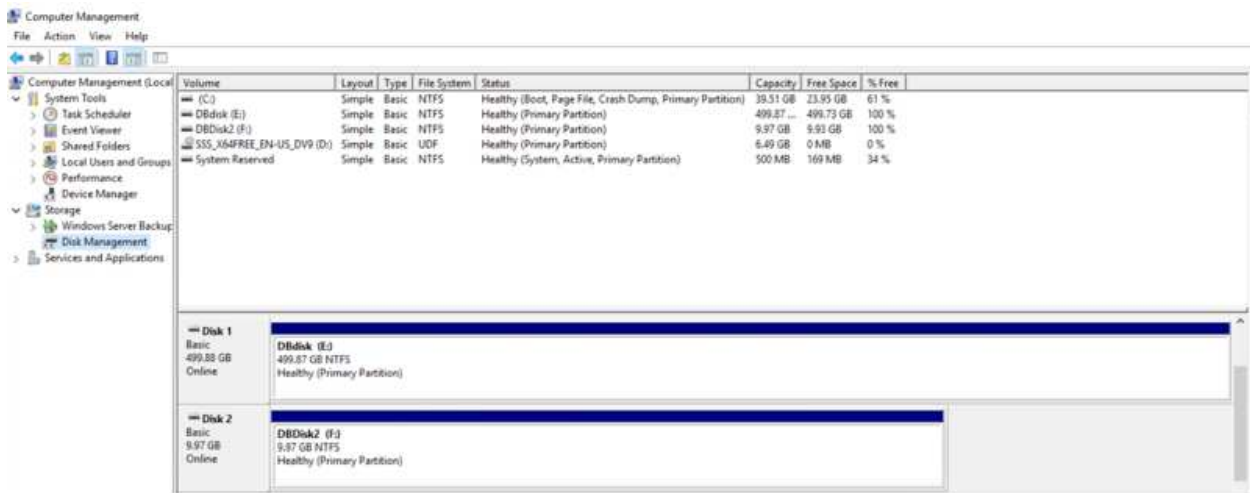 Computer Management
File Action View Help
Computer Management (Local
System Tools
Task Scheduler
Event Viewer
Shared Folders
Local Users and Groups
Performance
Device Manager
Storage
Windows Server Backup
Disk Management
Services and Applications
Volume Layout Type File System Status Capacity Free Space % Free
(C:) Simple Basic NTFS Healthy (Boot, Page File, Crash Dump, Primary Partition) 39.51 GB 23.95 GB 61 %
DBdisk (E:) Simple Basic NTFS Healthy (Primary Partition) 499.87 ... 499.73 GB 100 %
DBDisk2 (F:) Simple Basic NTFS Healthy (Primary Partition) 9.97 GB 9.93 GB 100 %
SSS_X64FREE_EN-US_DV9 (D:) Simple Basic UDF Healthy (Primary Partition) 6.49 GB 0 MB 0 %
System Reserved Simple Basic NTFS Healthy (System, Active, Primary Partition) 500 MB 169 MB 34 %
Disk 1
Basic
499.88 GB
Online
DBdisk (E:)
499.87 GB NTFS
Healthy (Primary Partition)
Disk 2
Basic
9.97 GB
Online
DBDisk2 (F:)
9.97 GB NTFS
Healthy (Primary Partition)